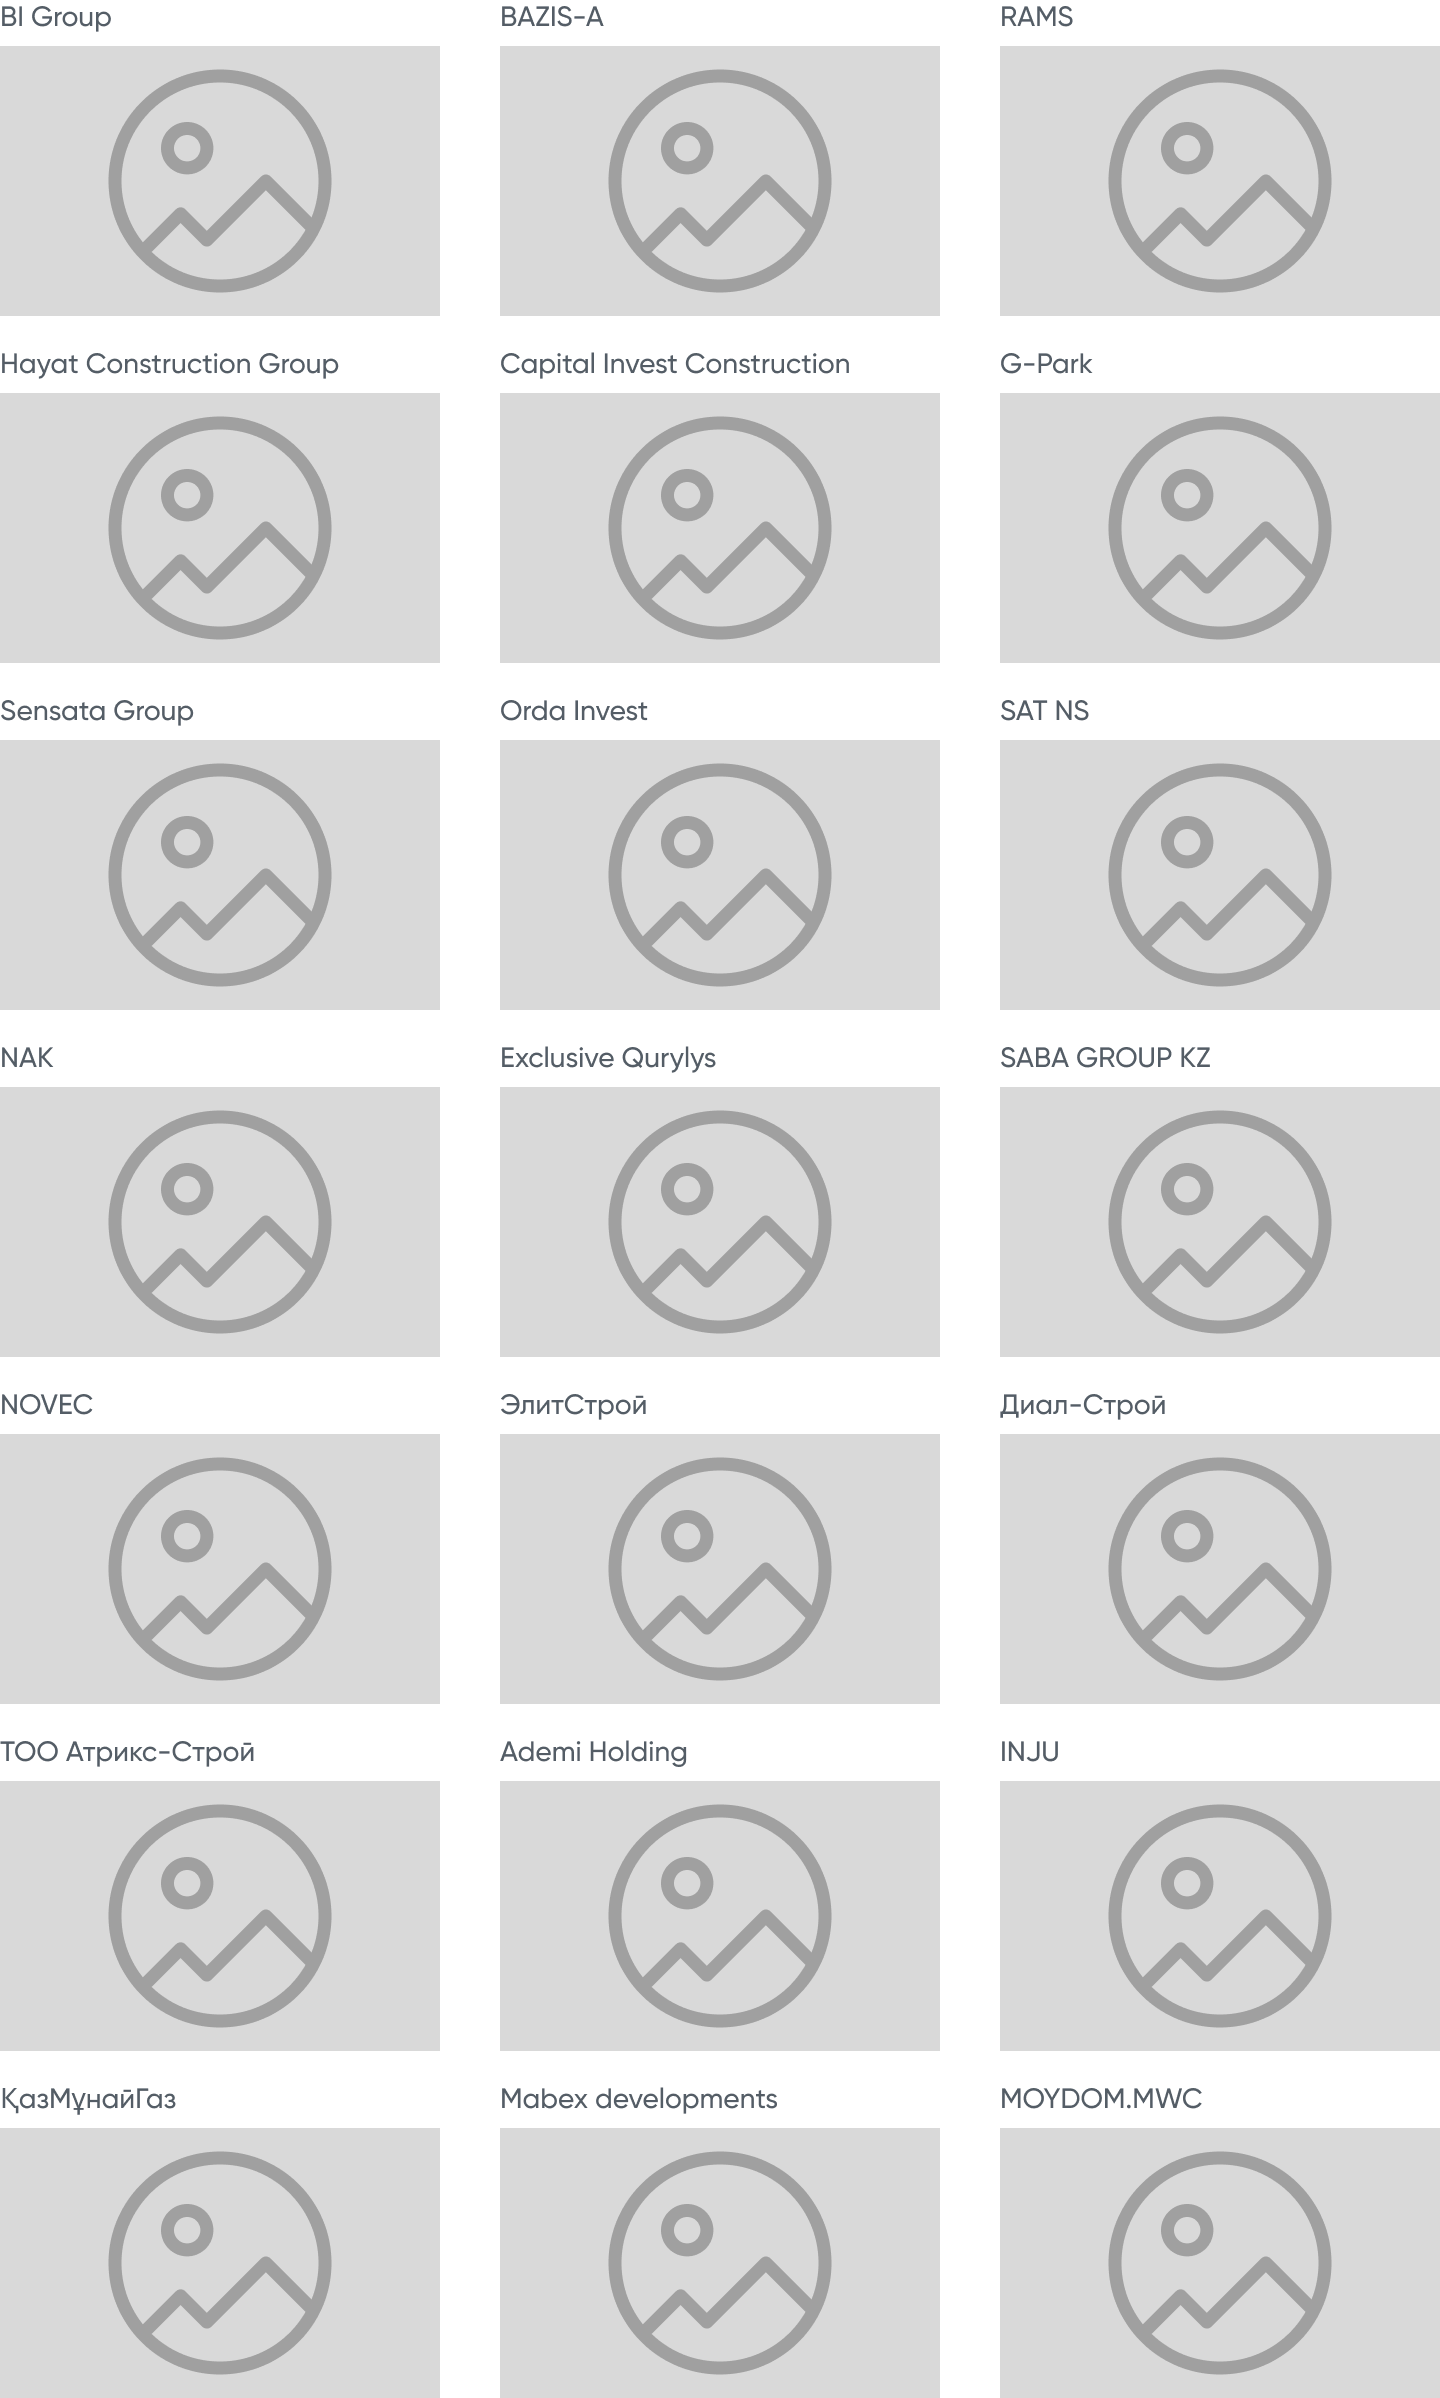 BI Group
BAZIS-A
RAMS
Hayat Construction Group
Capital Invest Construction
G-Park
Sensata Group
Orda Invest
SAT NS
NAK
Exclusive Qurylys
SABA GROUP KZ
NOVEC
ЭлитСтрой
Диал-Строй
ТОО Атрикс-Строй
Ademi Holding
INJU
ҚазМұнайГаз
Mabex developments
MOYDOM.MWC